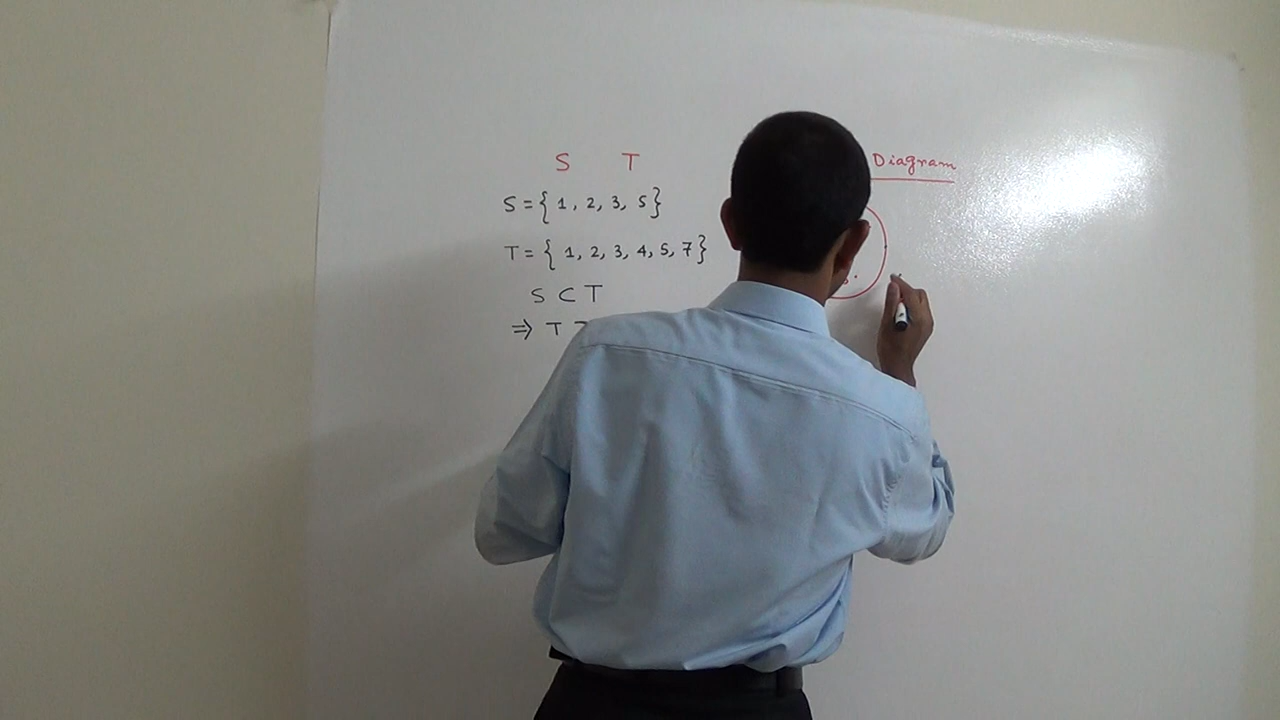 S T
S = { 1, 2, 3, 5 }
T = { 1, 2, 3, 4, 5, 7 }
S ⊂ T
⇒ T
Diagram